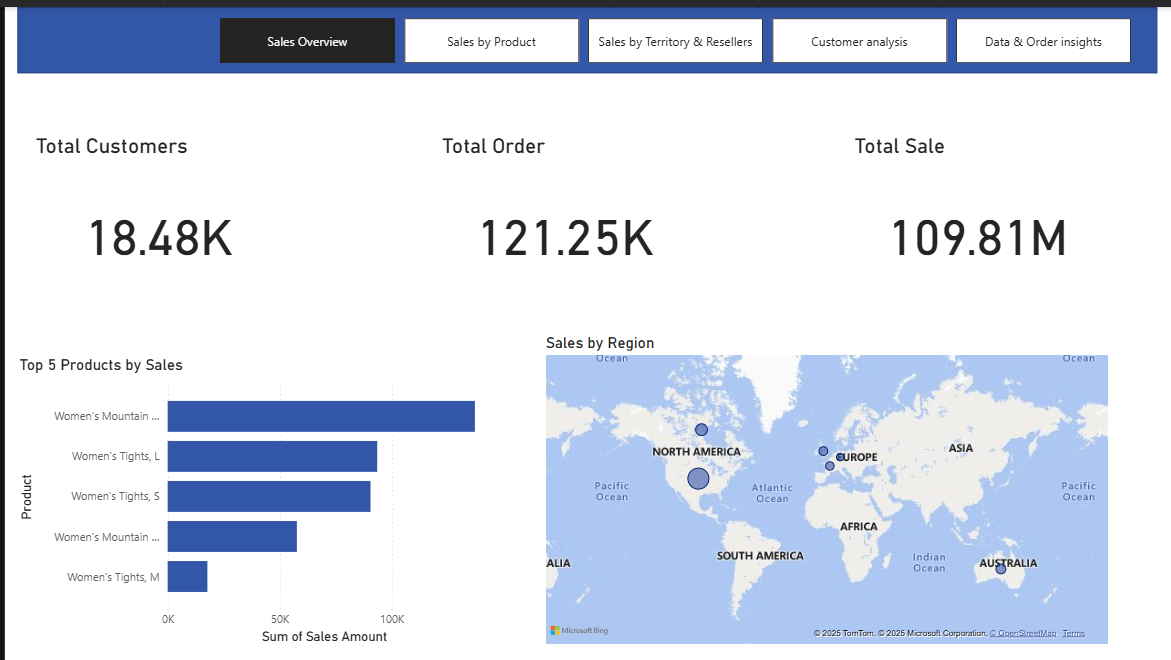 Sales Overview
Sales by Product
Sales by Territory & Resellers
Customer analysis
Data & Order insights
Total Customers
Total Order
Total Sale
18.48K
121.25K
109.81M
Top 5 Products by Sales
Product
Women's Mountain ...
Women's Tights, L
Women's Tights, S
Women's Mountain ...
Women's Tights, M
0K
50K
100K
Sum of Sales Amount
Sales by Region
Ocean
Ocean
NORTH AMERICA
EUROPE
ASIA
Pacific
Ocean
Atlantic
Ocean
Pacific
Ocean
AFRICA
SOUTH AMERICA
Indian
Ocean
ALIA
AUSTRALIA
Microsoft Bing
© 2025 TomTom, © 2025 Microsoft Corporation, © OpenStreetMap Terms